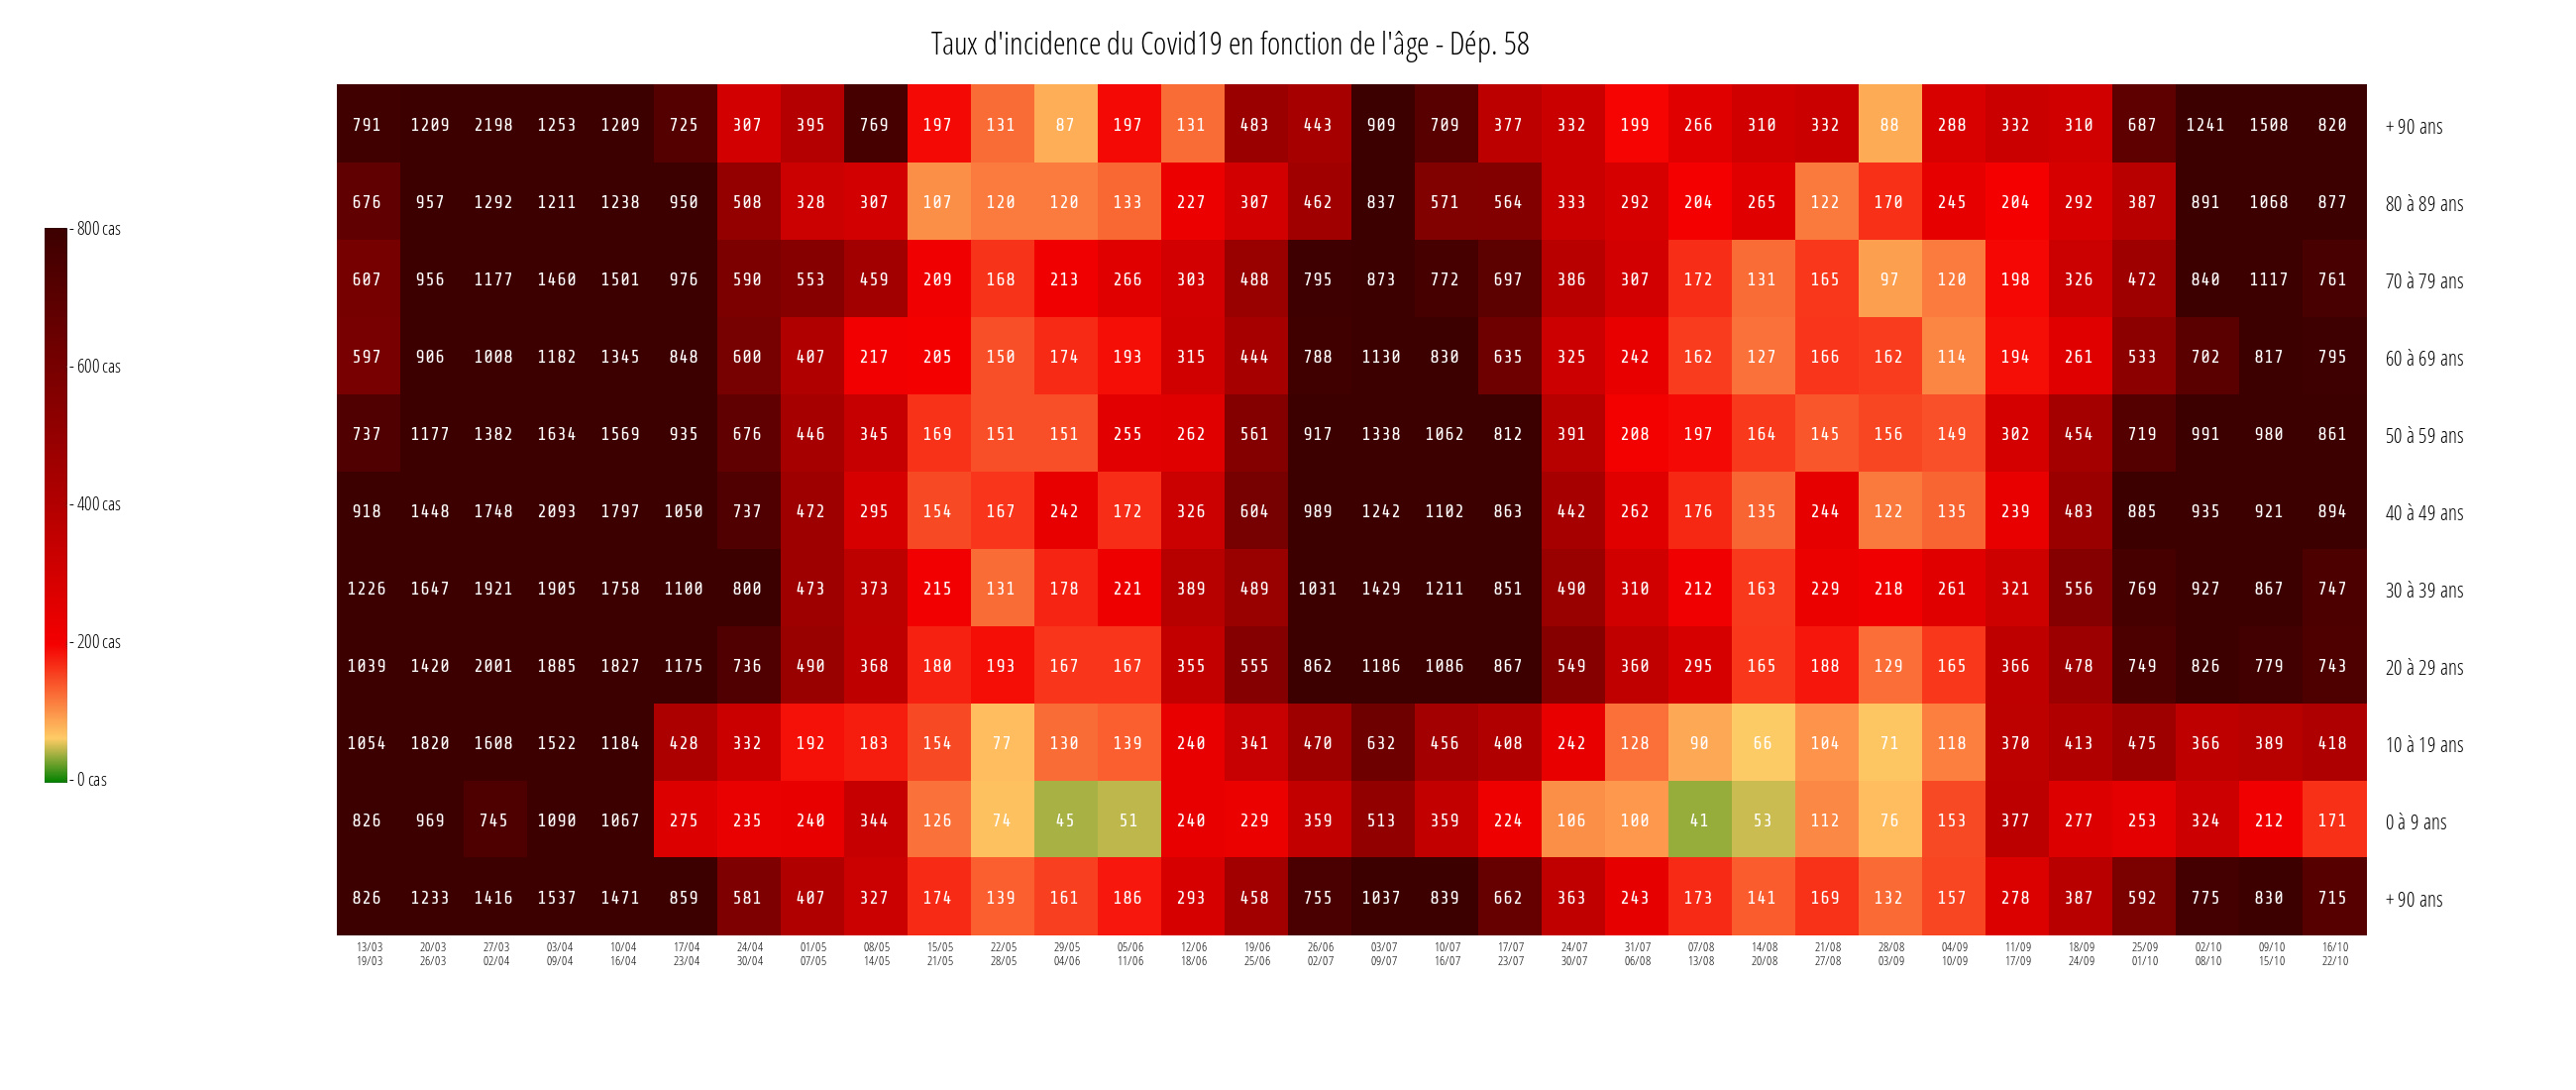 Taux d'incidence du Covid19 en fonction de l'âge - Dép. 58
- 800 cas
- 600 cas
- 400 cas
- 200 cas
- 0 cas
791 1209 2198 1253 1209 725 307 395 769 197 131 87 197 131 483 443 909 709 377 332 199 266 310 332 88 288 332 310 687 1241 1508 820 + 90 ans
676 957 1292 1211 1238 950 508 328 307 107 120 120 133 227 307 462 837 571 564 333 292 204 265 122 170 245 204 292 387 891 1068 877 80 à 89 ans
607 956 1177 1460 1501 976 590 553 459 209 168 213 266 303 488 795 873 772 697 386 307 172 131 165 97 120 198 326 472 840 1117 761 70 à 79 ans
597 906 1008 1182 1345 848 600 407 217 205 150 174 193 315 444 788 1130 830 635 325 242 162 127 166 162 114 194 261 533 702 817 795 60 à 69 ans
737 1177 1382 1634 1569 935 676 446 345 169 151 151 255 262 561 917 1338 1062 812 391 208 197 164 145 156 149 302 454 719 991 980 861 50 à 59 ans
918 1448 1748 2093 1797 1050 737 472 295 154 167 242 172 326 604 989 1242 1102 863 442 262 176 135 244 122 135 239 483 885 935 921 894 40 à 49 ans
1226 1647 1921 1905 1758 1100 800 473 373 215 131 178 221 389 489 1031 1429 1211 851 490 310 212 163 229 218 261 321 556 769 927 867 747 30 à 39 ans
1039 1420 2001 1885 1827 1175 736 490 368 180 193 167 167 355 555 862 1186 1086 867 549 360 295 165 188 129 165 366 478 749 826 779 743 20 à 29 ans
1054 1820 1608 1522 1184 428 332 192 183 154 77 130 139 240 341 470 632 456 408 242 128 90 66 104 71 118 370 413 475 366 389 418 10 à 19 ans
826 969 745 1090 1067 275 235 240 344 126 74 45 51 240 229 359 513 359 224 106 100 41 53 112 76 153 377 277 253 324 212 171 0 à 9 ans
826 1233 1416 1537 1471 859 581 407 327 174 139 161 186 293 458 755 1037 839 662 363 243 173 141 169 132 157 278 387 592 775 830 715 + 90 ans
13/03 20/03 27/03 03/04 10/04 17/04 24/04 01/05 08/05 15/05 22/05 29/05 05/06 12/06 19/06 26/06 03/07 10/07 17/07 24/07 31/07 07/08 14/08 21/08 28/08 04/09 11/09 18/09 25/09 02/10 09/10 16/10
19/03 26/03 02/04 09/04 16/04 23/04 30/04 07/05 14/05 21/05 28/05 04/06 11/06 18/06 25/06 02/07 09/07 16/07 23/07 30/07 06/08 13/08 20/08 27/08 03/09 10/09 17/09 24/09 01/10 08/10 15/10 22/10